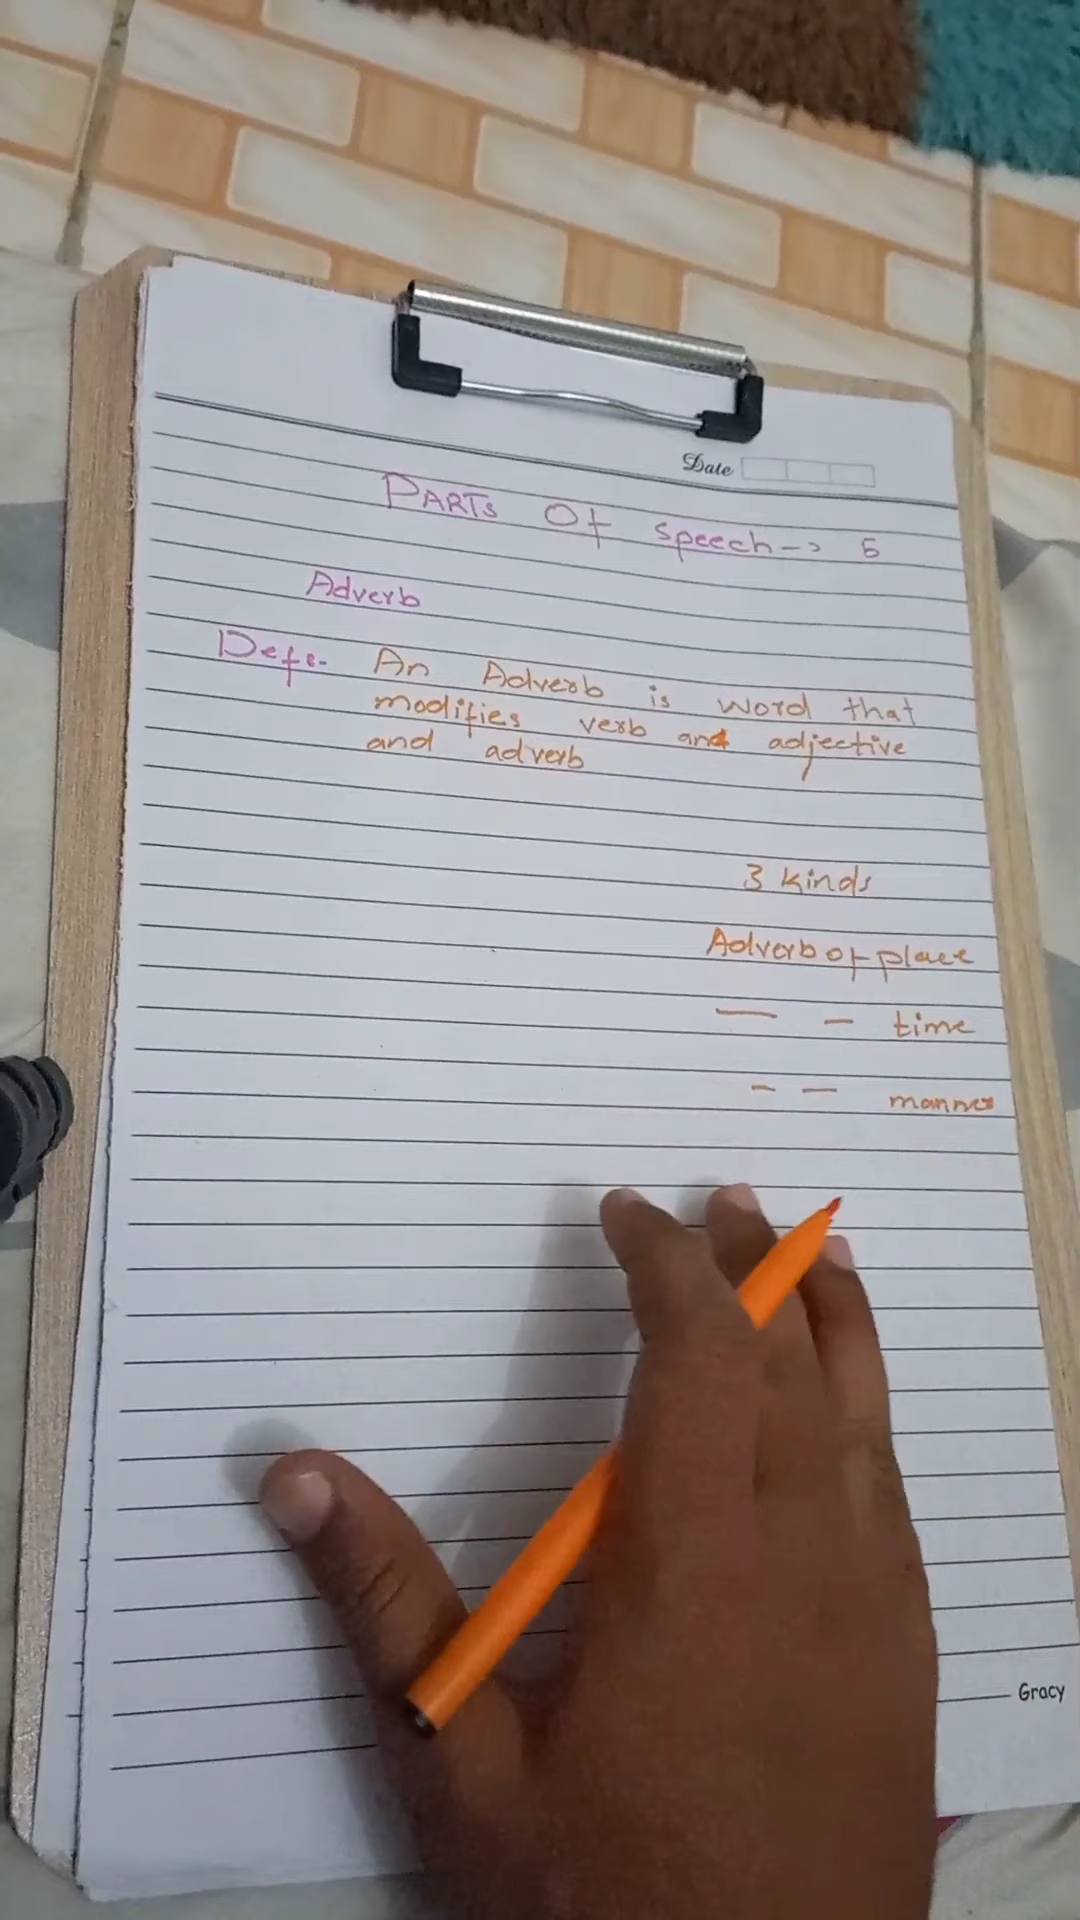 Date
PARTS Of speech -> 5
Adverb
Def:- An Adverb is word that
modifies verb and adjective
and adverb
3 kinds
Adverb of place
— – time
– – manner
Gracy